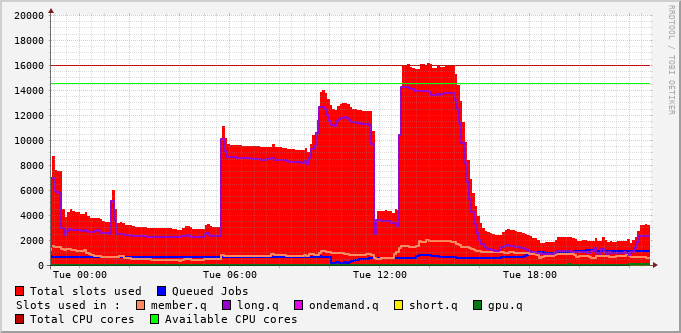 RRDTOOL / TOBI OETIKER
20000
18000
16000
14000
12000
10000
8000
6000
4000
2000
0
Tue 00:00 Tue 06:00 Tue 12:00 Tue 18:00
Total slots used Queued Jobs
Slots used in : member.q long.q ondemand.q short.q gpu.q
Total CPU cores Available CPU cores